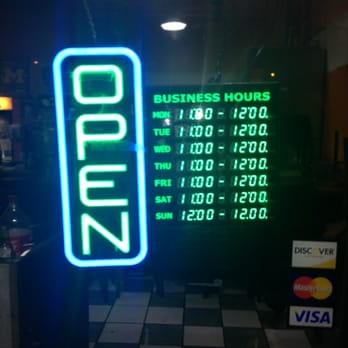 OPEN
BUSINESS HOURS
MON 11:00 - 12:00.
TUE 11:00 - 12:00.
WED 11:00 - 12:00.
THU 11:00 - 12:00.
FRI 11:00 - 12:00.
SAT 11:00 - 12:00.
SUN 12:00 - 12:00.
DISCOVER
MasterCard
VISA